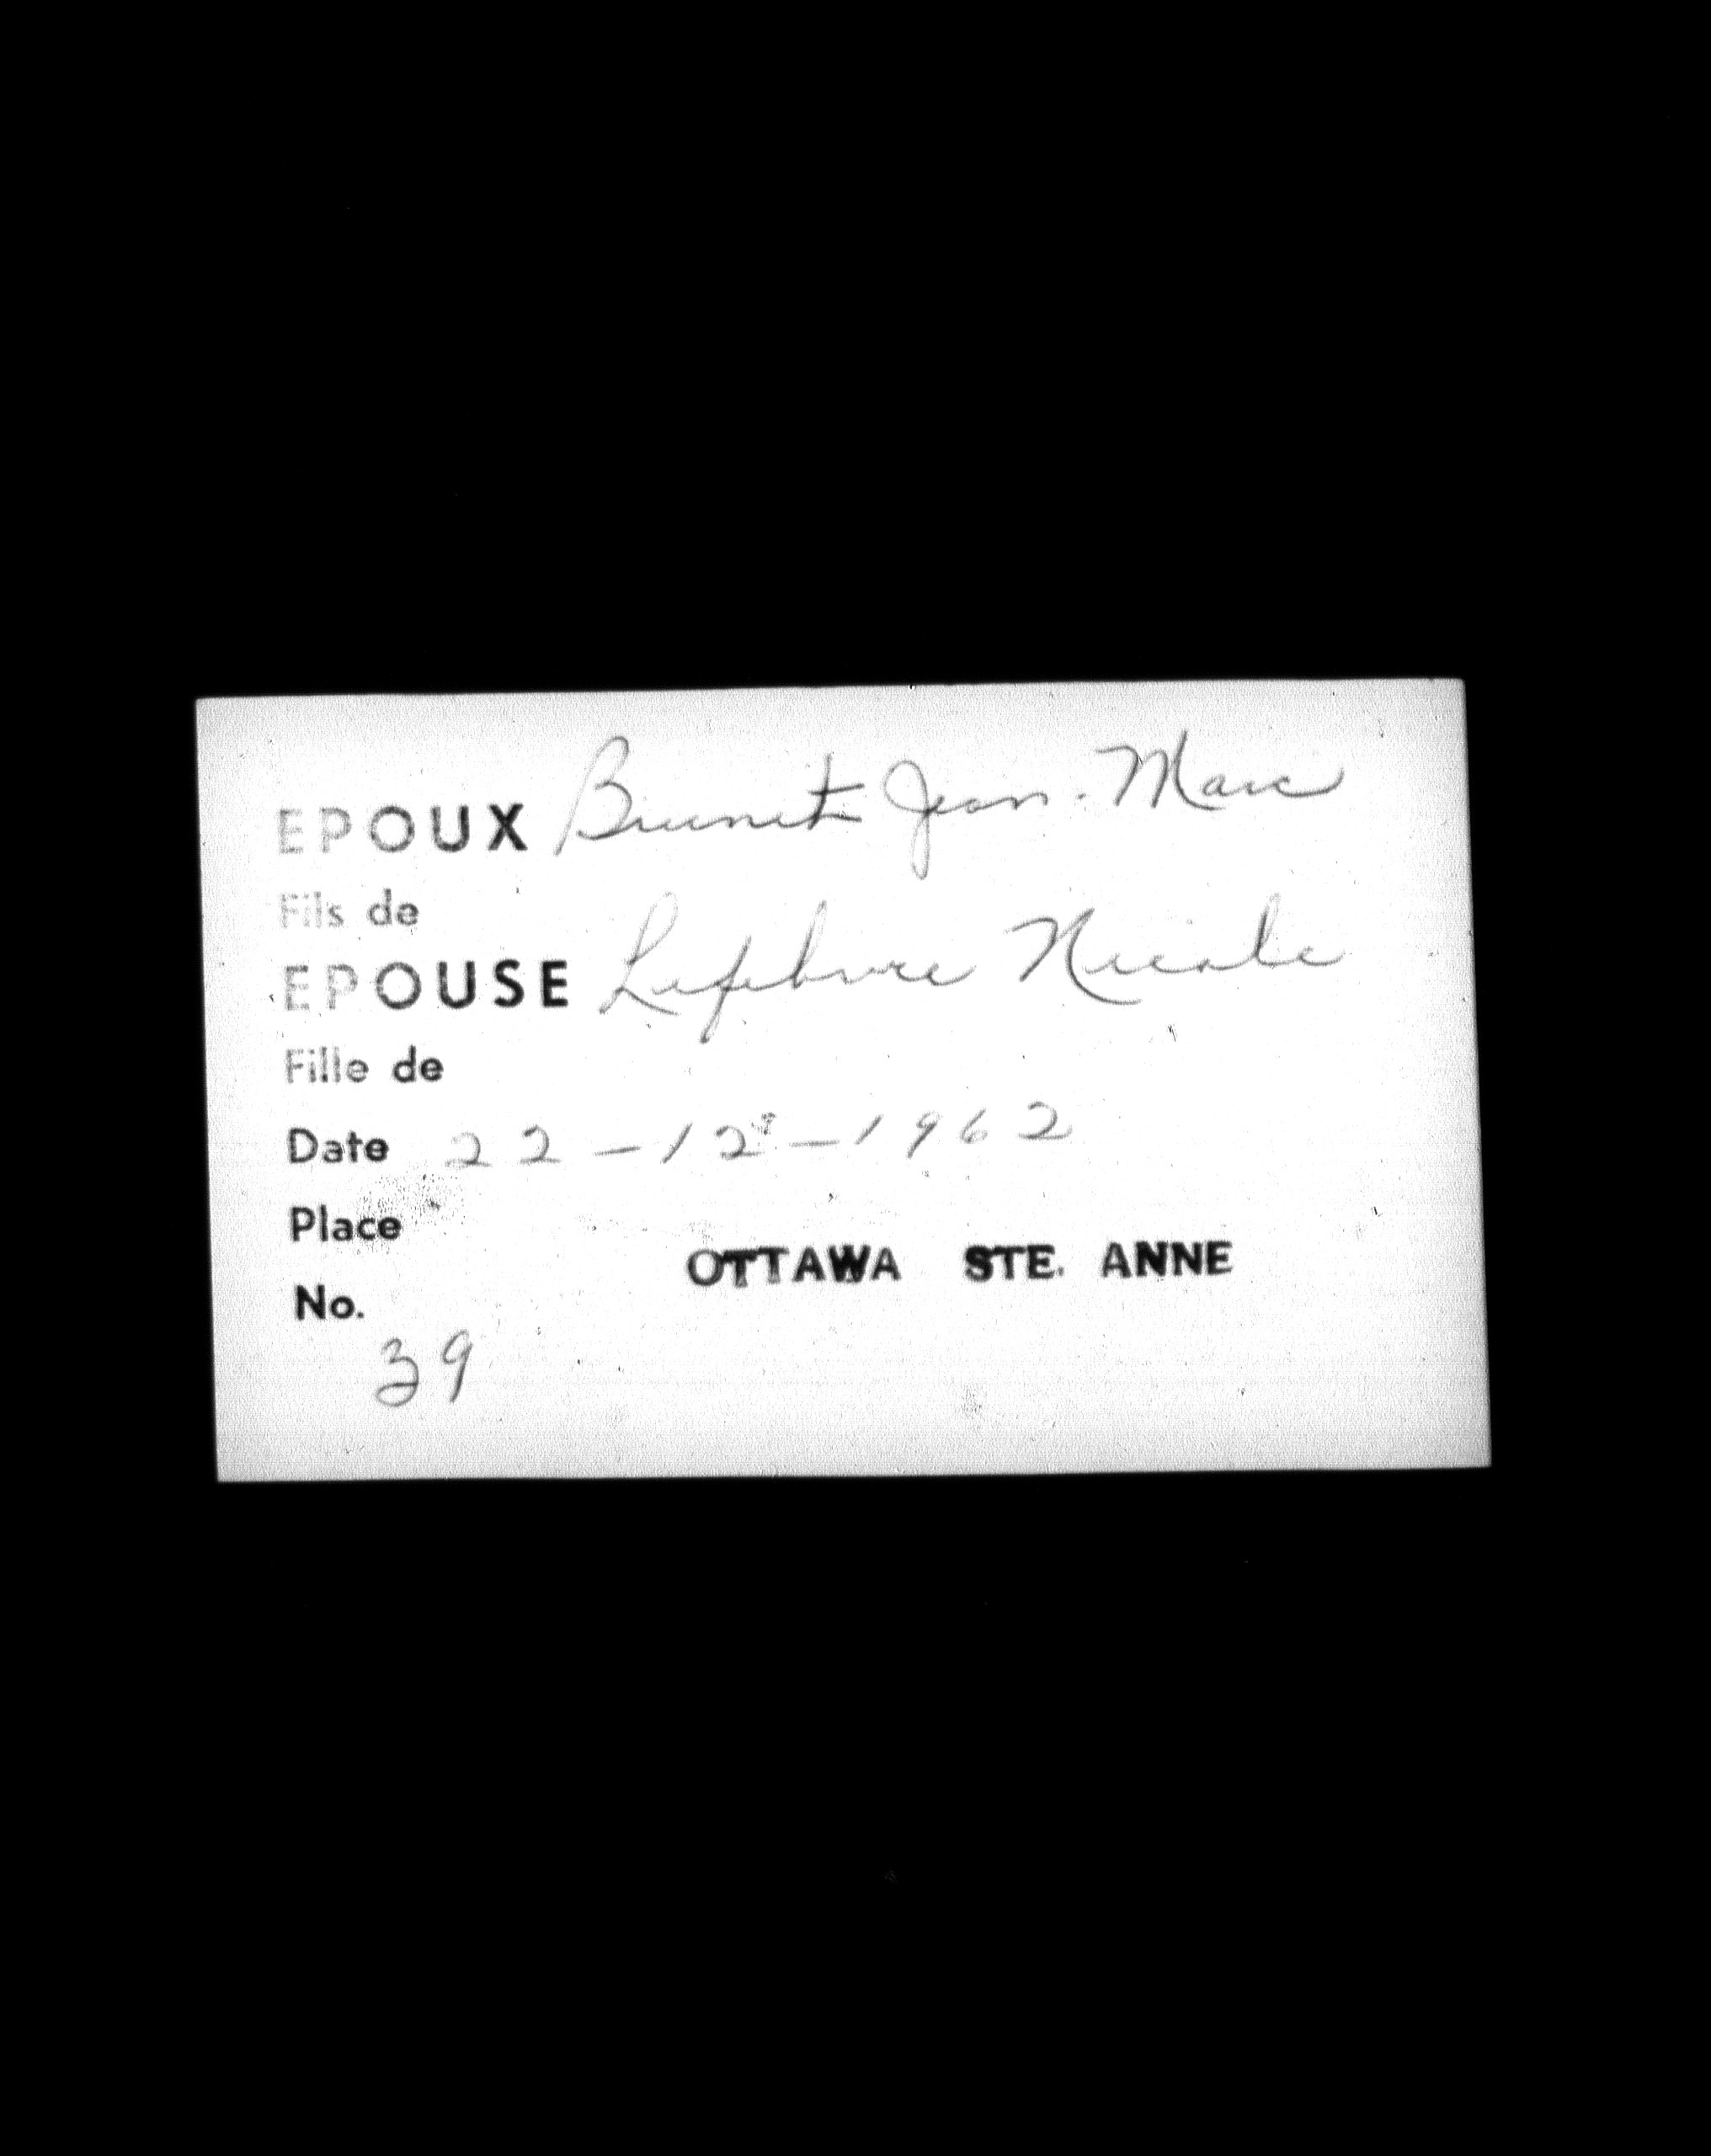 EPOUX Brunet Jean-Marc
Fils de
EPOUSE Lefebvre Nicole
Fille de
Date 22-12-1962
Place
OTTAWA STE. ANNE
No.
39